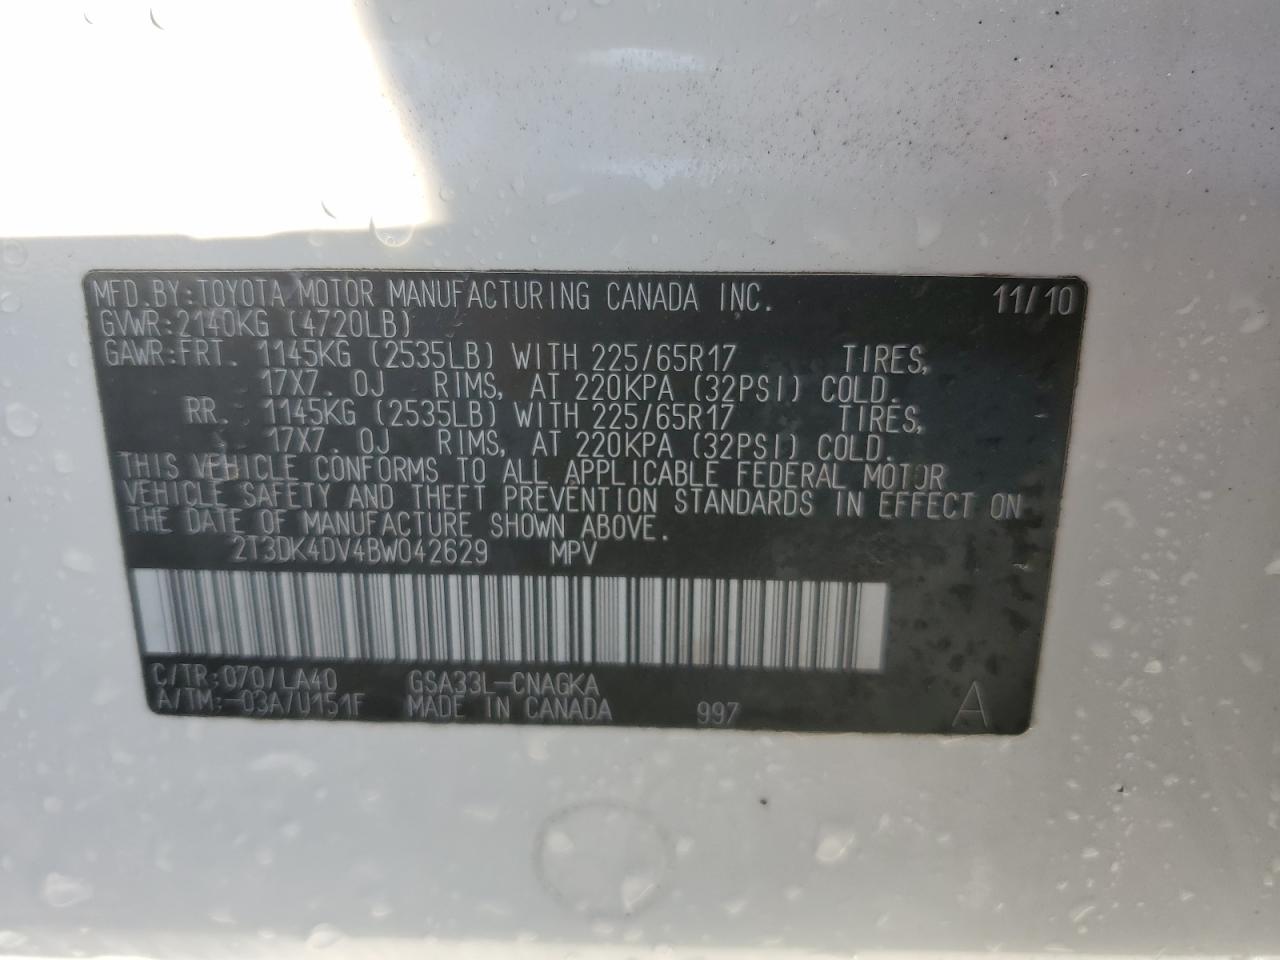 MFD.BY:TOYOTA MOTOR MANUFACTURING CANADA INC. 11/10
GVWR:2140KG (4720LB)
GAWR:FRT. 1145KG (2535LB) WITH 225/65R17 TIRES,
17X7. 0J RIMS, AT 220KPA (32PSI) COLD.
RR. 1145KG (2535LB) WITH 225/65R17 TIRES,
17X7. 0J RIMS, AT 220KPA (32PSI) COLD.
THIS VEHICLE CONFORMS TO ALL APPLICABLE FEDERAL MOTOR
VEHICLE SAFETY AND THEFT PREVENTION STANDARDS IN EFFECT ON
THE DATE OF MANUFACTURE SHOWN ABOVE.
2T3DK4DV4BW042629 MPV
C/TR:070/LA40 GSA33L-CNAGKA
A/TM:-03A/U151F MADE IN CANADA 997 A